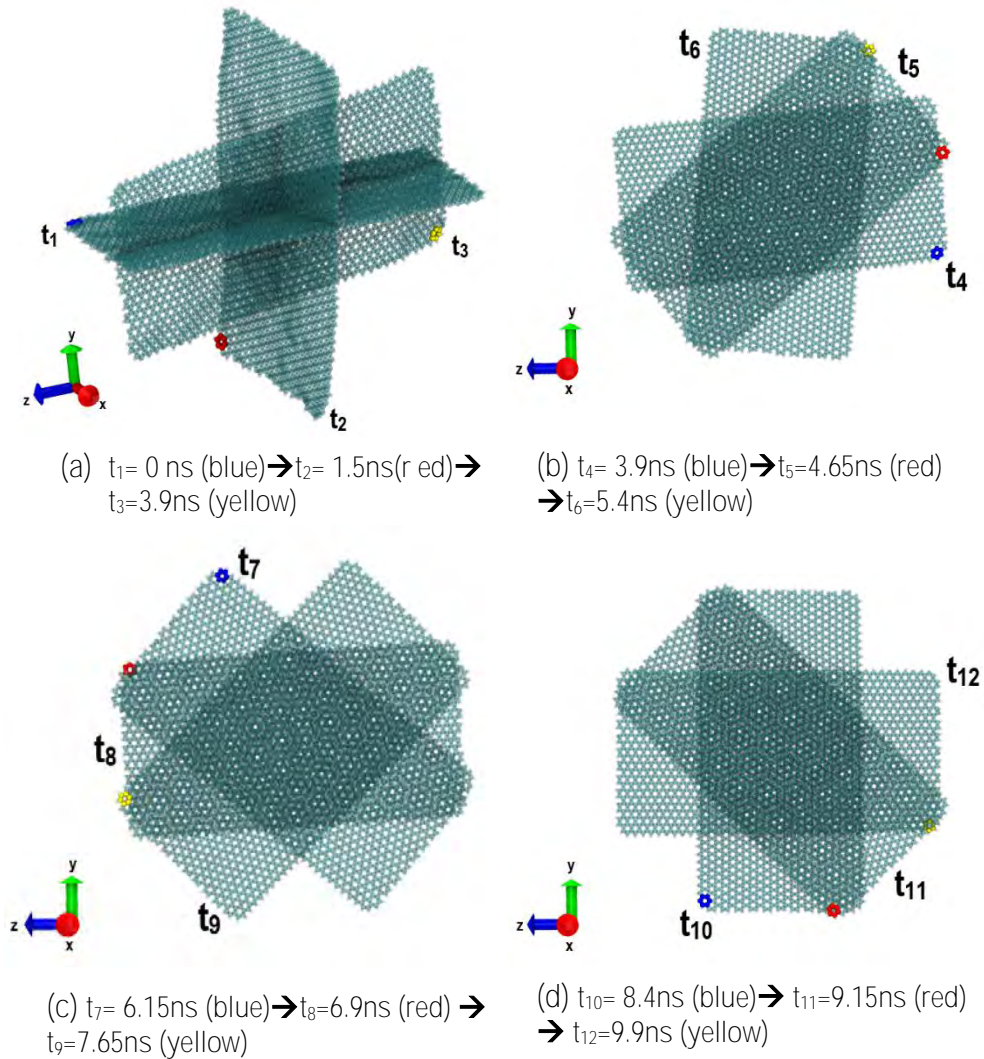 t₁
t₂
t₃
y
z
x
t₆
t₅
t₄
y
z
x
(a) t₁= 0 ns (blue)➔t₂= 1.5ns(r ed)➔
t₃=3.9ns (yellow)
(b) t₄= 3.9ns (blue)➔t₅=4.65ns (red)
➔t₆=5.4ns (yellow)
t₇
t₈
t₉
y
z
x
t₁₂
t₁₁
t₁₀
y
z
x
(c) t₇= 6.15ns (blue)➔t₈=6.9ns (red) ➔
t₉=7.65ns (yellow)
(d) t₁₀= 8.4ns (blue)➔ t₁₁=9.15ns (red)
➔ t₁₂=9.9ns (yellow)